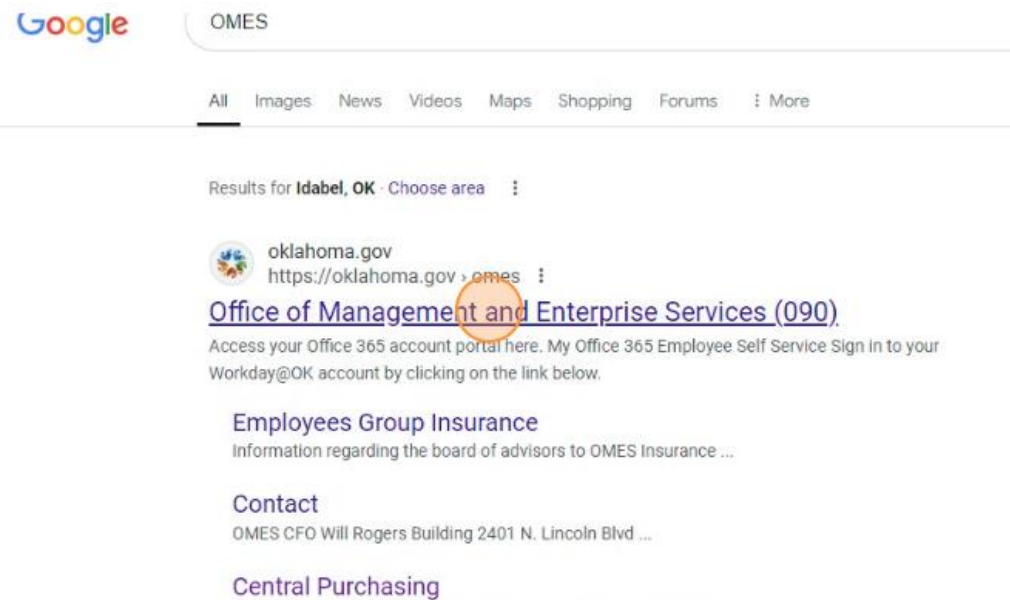 Google
OMES
All Images News Videos Maps Shopping Forums ⋮ More
Results for Idabel, OK · Choose area ⋮
oklahoma.gov
https://oklahoma.gov › omes ⋮
Office of Management and Enterprise Services (090)
Access your Office 365 account portal here. My Office 365 Employee Self Service Sign in to your
Workday@OK account by clicking on the link below.
Employees Group Insurance
Information regarding the board of advisors to OMES Insurance ...
Contact
OMES CFO Will Rogers Building 2401 N. Lincoln Blvd ...
Central Purchasing